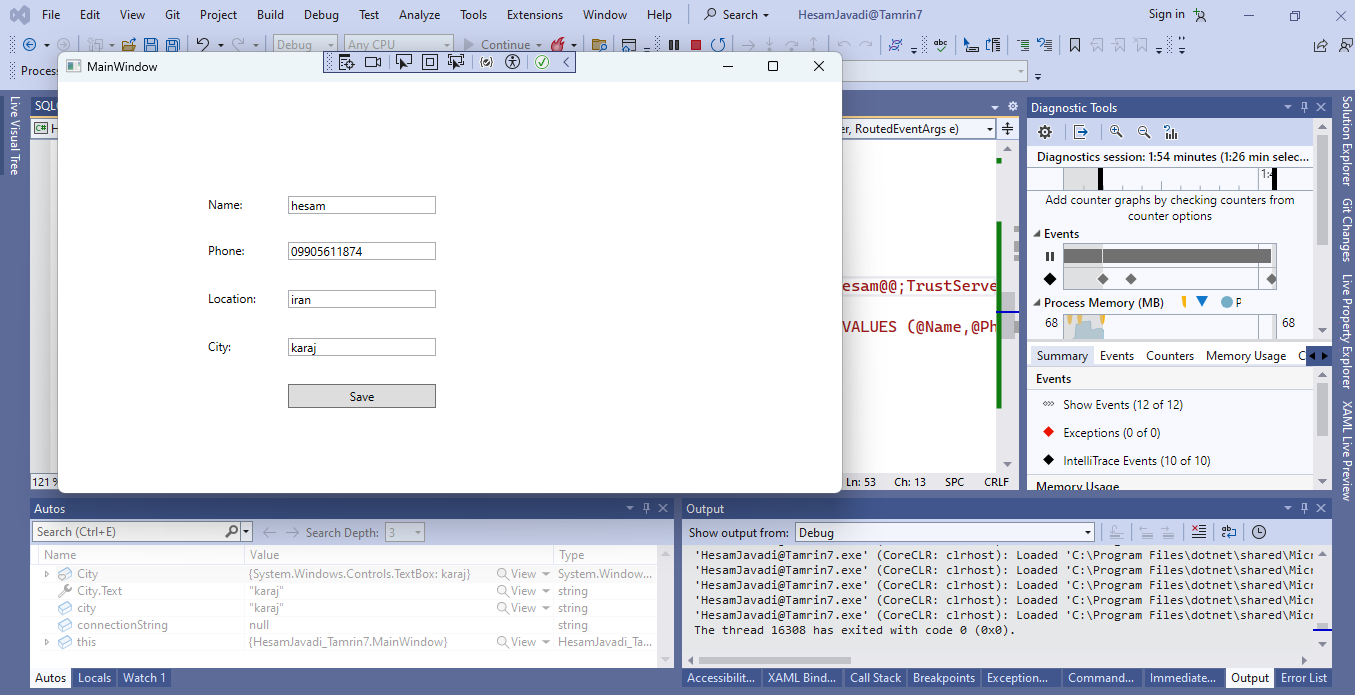 File Edit View Git Project Build Debug Test Analyze Tools Extensions Window Help Search HesamJavadi@Tamrin7 Sign in
Debug Any CPU Continue
Process
MainWindow
Live Visual Tree
SQL
er, RoutedEventArgs e)
Name: hesam
Phone: 09905611874
Location: iran
City: karaj
Save
esam@@;TrustServe
VALUES (@Name,@Ph
121 %
Ln: 53 Ch: 13 SPC CRLF
Diagnostic Tools
Diagnostics session: 1:54 minutes (1:26 min selec...
Add counter graphs by checking counters from
counter options
Events
Process Memory (MB) P
68 68
Summary Events Counters Memory Usage C
Events
Show Events (12 of 12)
Exceptions (0 of 0)
IntelliTrace Events (10 of 10)
Memory Usage
Solution Explorer
Git Changes
Live Property Explorer
XAML Live Preview
Autos
Search (Ctrl+E) Search Depth: 3
Name Value Type
City {System.Windows.Controls.TextBox: karaj} View System.Window...
City.Text "karaj" View string
city "karaj" View string
connectionString null string
this {HesamJavadi_Tamrin7.MainWindow} View HesamJavadi_Ta...
Autos Locals Watch 1
Output
Show output from: Debug
'HesamJavadi@Tamrin7.exe' (CoreCLR: clrhost): Loaded 'C:\Program Files\dotnet\shared\Micr
'HesamJavadi@Tamrin7.exe' (CoreCLR: clrhost): Loaded 'C:\Program Files\dotnet\shared\Micr
'HesamJavadi@Tamrin7.exe' (CoreCLR: clrhost): Loaded 'C:\Program Files\dotnet\shared\Micr
'HesamJavadi@Tamrin7.exe' (CoreCLR: clrhost): Loaded 'C:\Program Files\dotnet\shared\Micr
'HesamJavadi@Tamrin7.exe' (CoreCLR: clrhost): Loaded 'C:\Program Files\dotnet\shared\Micr
The thread 16308 has exited with code 0 (0x0).
Accessibilit... XAML Bind... Call Stack Breakpoints Exception... Command... Immediate... Output Error List